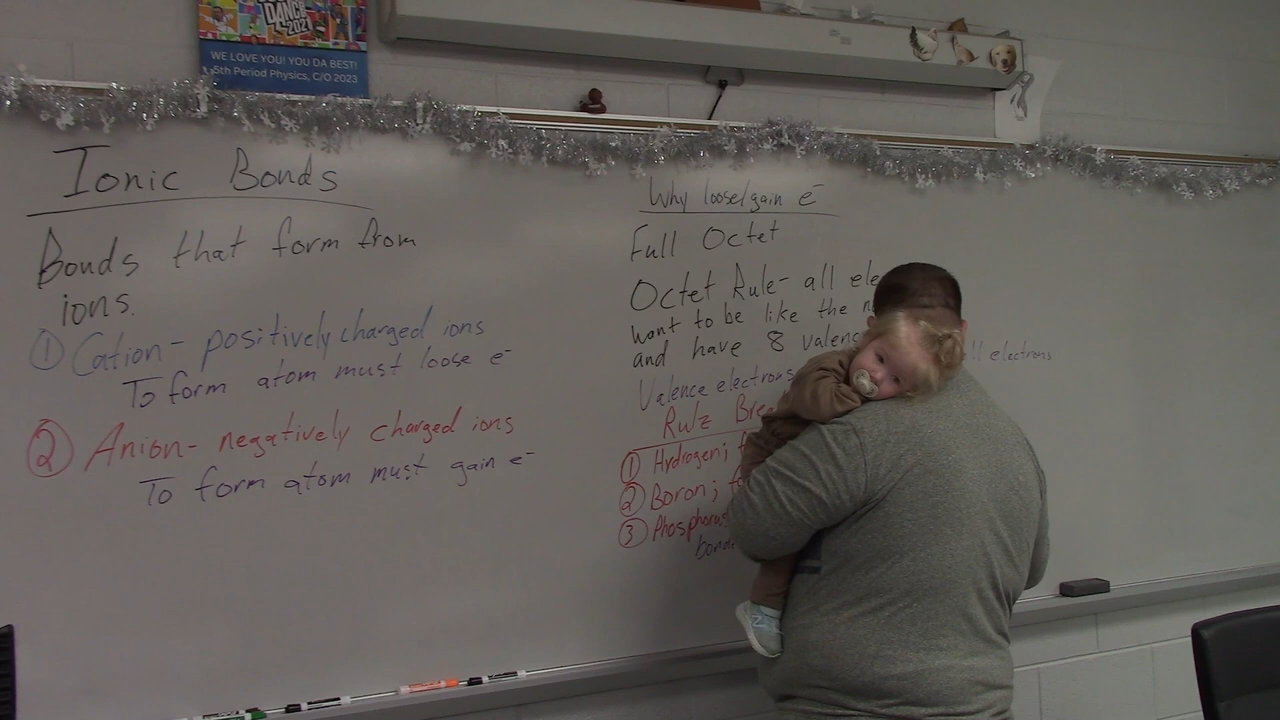 DANCE
2021
WE LOVE YOU! YOU DA BEST!
5th Period Physics, C/O 2023
Ionic Bonds
Bonds that form from
ions.
① Cation - positively charged ions
To form atom must loose e⁻
② Anion - negatively charged ions
To form atom must gain e⁻
Why loose/gain e⁻
Full Octet
Octet Rule - all ele
want to be like the n
and have 8 valenc
Valence electrons ll electrons
Rulz Bre
① Hydrogen; f
② Boron; fo
③ Phosphorus
bond
N